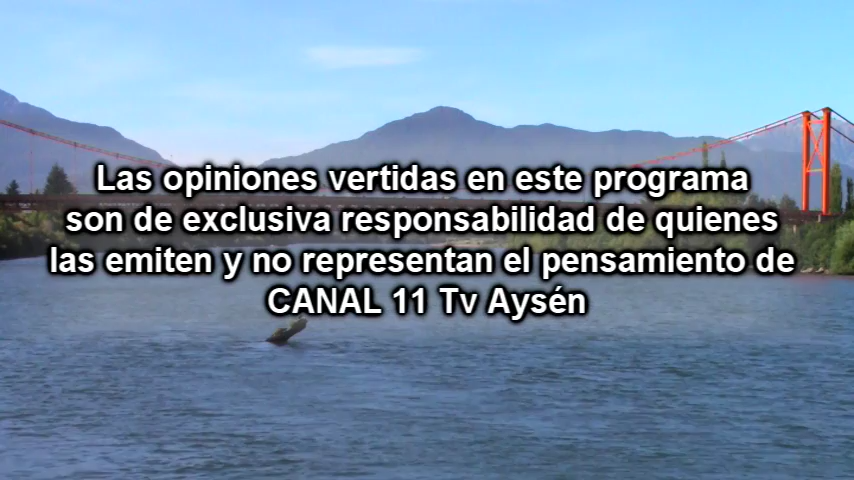 Las opiniones vertidas en este programa
son de exclusiva responsabilidad de quienes
las emiten y no representan el pensamiento de
CANAL 11 Tv Aysén